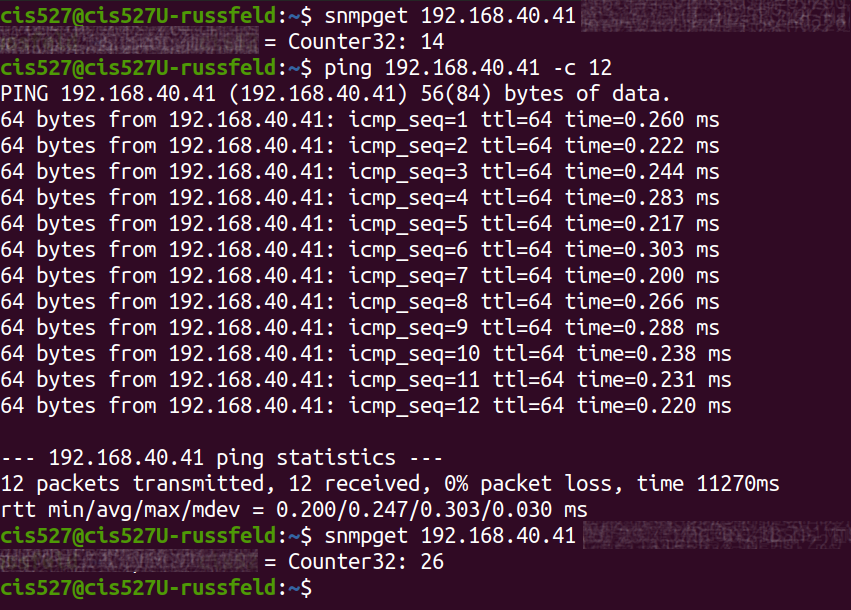 cis527@cis527U-russfeld:~$ snmpget 192.168.40.41
= Counter32: 14
cis527@cis527U-russfeld:~$ ping 192.168.40.41 -c 12
PING 192.168.40.41 (192.168.40.41) 56(84) bytes of data.
64 bytes from 192.168.40.41: icmp_seq=1 ttl=64 time=0.260 ms
64 bytes from 192.168.40.41: icmp_seq=2 ttl=64 time=0.222 ms
64 bytes from 192.168.40.41: icmp_seq=3 ttl=64 time=0.244 ms
64 bytes from 192.168.40.41: icmp_seq=4 ttl=64 time=0.283 ms
64 bytes from 192.168.40.41: icmp_seq=5 ttl=64 time=0.217 ms
64 bytes from 192.168.40.41: icmp_seq=6 ttl=64 time=0.303 ms
64 bytes from 192.168.40.41: icmp_seq=7 ttl=64 time=0.200 ms
64 bytes from 192.168.40.41: icmp_seq=8 ttl=64 time=0.266 ms
64 bytes from 192.168.40.41: icmp_seq=9 ttl=64 time=0.288 ms
64 bytes from 192.168.40.41: icmp_seq=10 ttl=64 time=0.238 ms
64 bytes from 192.168.40.41: icmp_seq=11 ttl=64 time=0.231 ms
64 bytes from 192.168.40.41: icmp_seq=12 ttl=64 time=0.220 ms
--- 192.168.40.41 ping statistics ---
12 packets transmitted, 12 received, 0% packet loss, time 11270ms
rtt min/avg/max/mdev = 0.200/0.247/0.303/0.030 ms
cis527@cis527U-russfeld:~$ snmpget 192.168.40.41
= Counter32: 26
cis527@cis527U-russfeld:~$